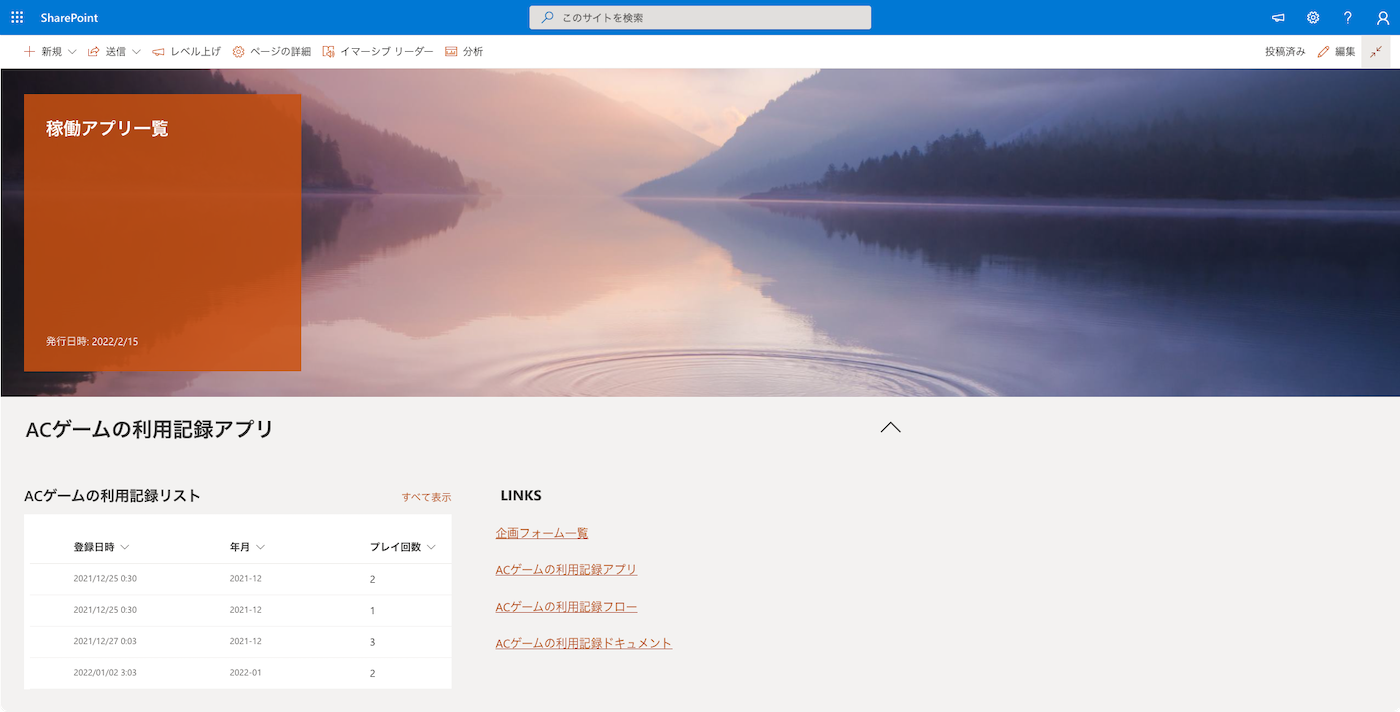 SharePoint
このサイトを検索
新規
送信
レベル上げ
ページの詳細
イマーシブ リーダー
分析
投稿済み
編集
稼働アプリ一覧
発行日時: 2022/2/15
ACゲームの利用記録アプリ
ACゲームの利用記録リスト
すべて表示
登録日時 年月 プレイ回数
2021/12/25 0:30 2021-12 2
2021/12/25 0:30 2021-12 1
2021/12/27 0:03 2021-12 3
2022/01/02 3:03 2022-01 2
LINKS
企画フォーム一覧
ACゲームの利用記録アプリ
ACゲームの利用記録フロー
ACゲームの利用記録ドキュメント